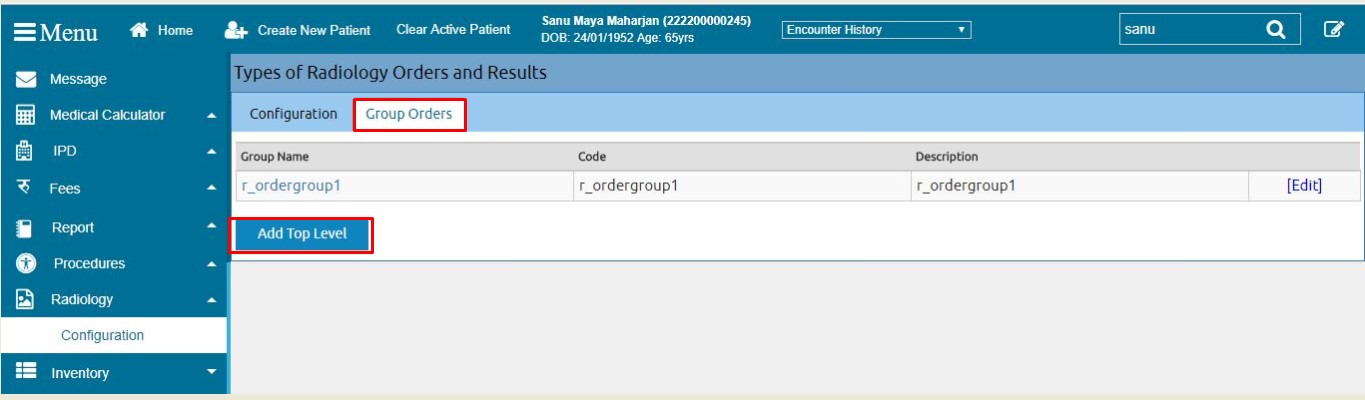 Menu Home Create New Patient Clear Active Patient Sanu Maya Maharjan (222200000245) Encounter History sanu
DOB: 24/01/1952 Age: 65yrs
Message
Medical Calculator
IPD
Fees
Report
Procedures
Radiology
Configuration
Inventory
Types of Radiology Orders and Results
Configuration Group Orders
Group Name Code Description
r_ordergroup1 r_ordergroup1 r_ordergroup1 [Edit]
Add Top Level